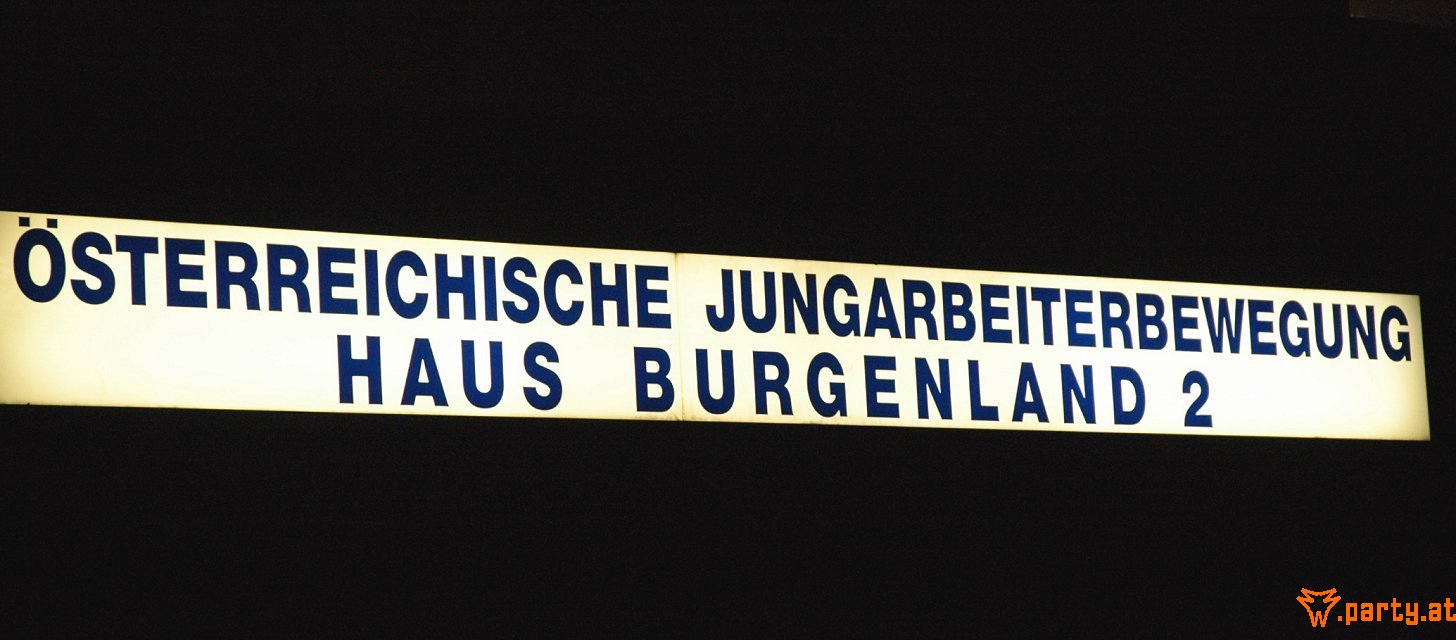 ÖSTERREICHISCHE JUNGARBEITERBEWEGUNG
HAUS BURGENLAND 2
W.party.at